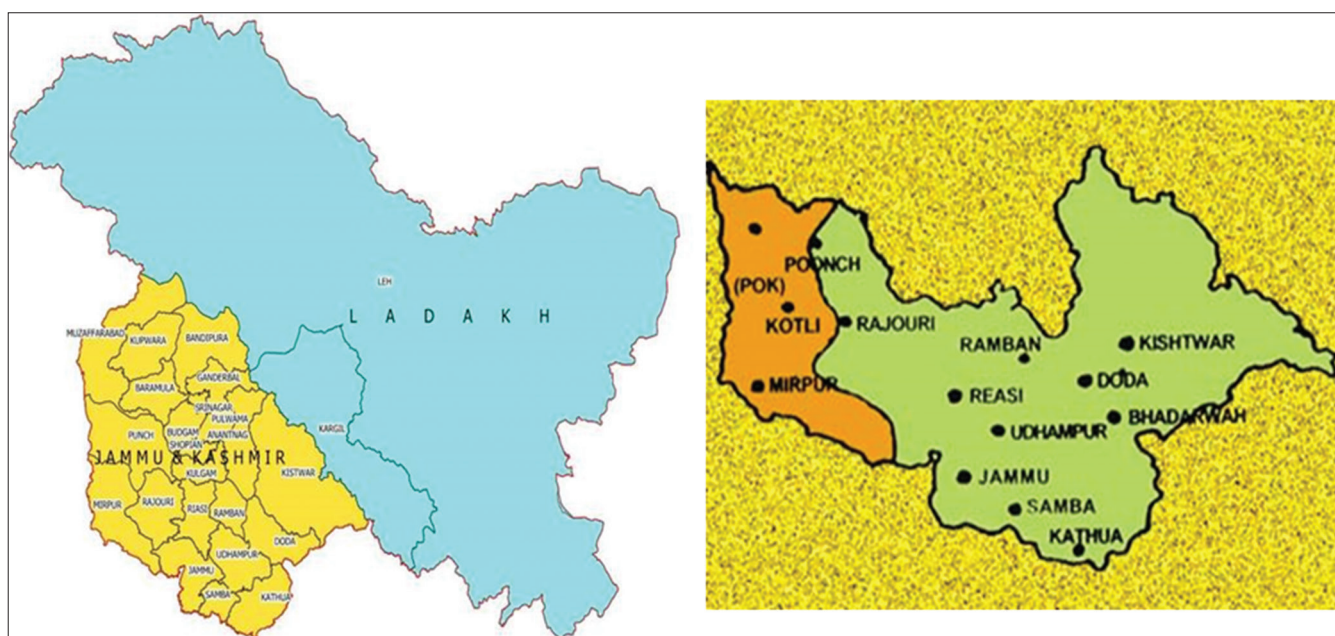 LEH
LADAKH
MUZAFFARABAD
KUPWARA
BANDIPURA
GANDERBAL
BARAMULA
SRINAGAR
PULWAMA
PUNCH
BUDGAM
ANANTNAG
SHOPIAN
KARGIL
JAMMU & KASHMIR
KULGAM
KISTWAR
MIRPUR
RAJOURI
RIASI
RAMBAN
DODA
UDHAMPUR
JAMMU
SAMBA
KATHUA
POONCH
(POK)
KOTLI
RAJOURI
RAMBAN
KISHTWAR
MIRPUR
REASI
DODA
BHADARWAH
UDHAMPUR
JAMMU
SAMBA
KATHUA